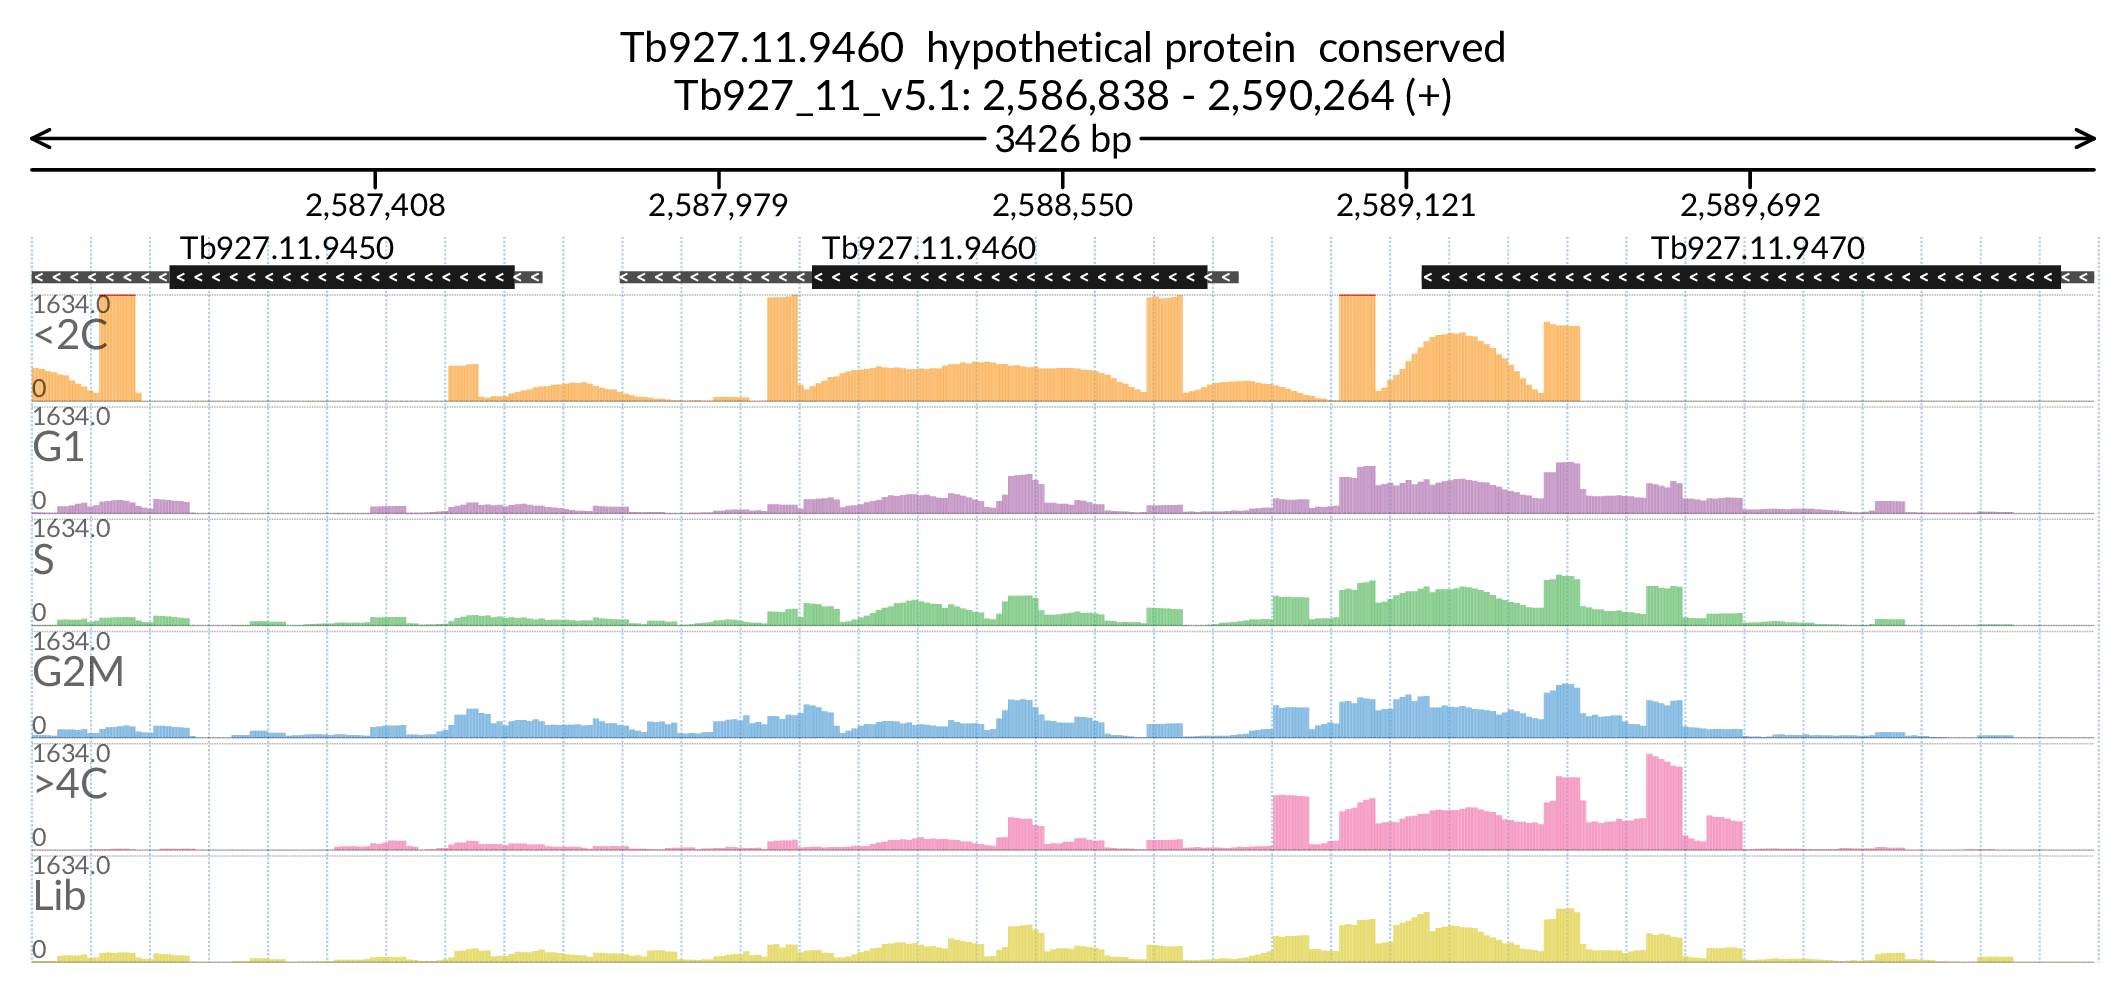 Tb927.11.9460  hypothetical protein  conserved
Tb927_11_v5.1: 2,586,838 - 2,590,264 (+)
3426 bp
2,587,408 2,587,979 2,588,550 2,589,121 2,589,692
Tb927.11.9450 Tb927.11.9460 Tb927.11.9470
1634.0
<2C
0
1634.0
G1
0
1634.0
S
0
1634.0
G2M
0
1634.0
>4C
0
1634.0
Lib
0